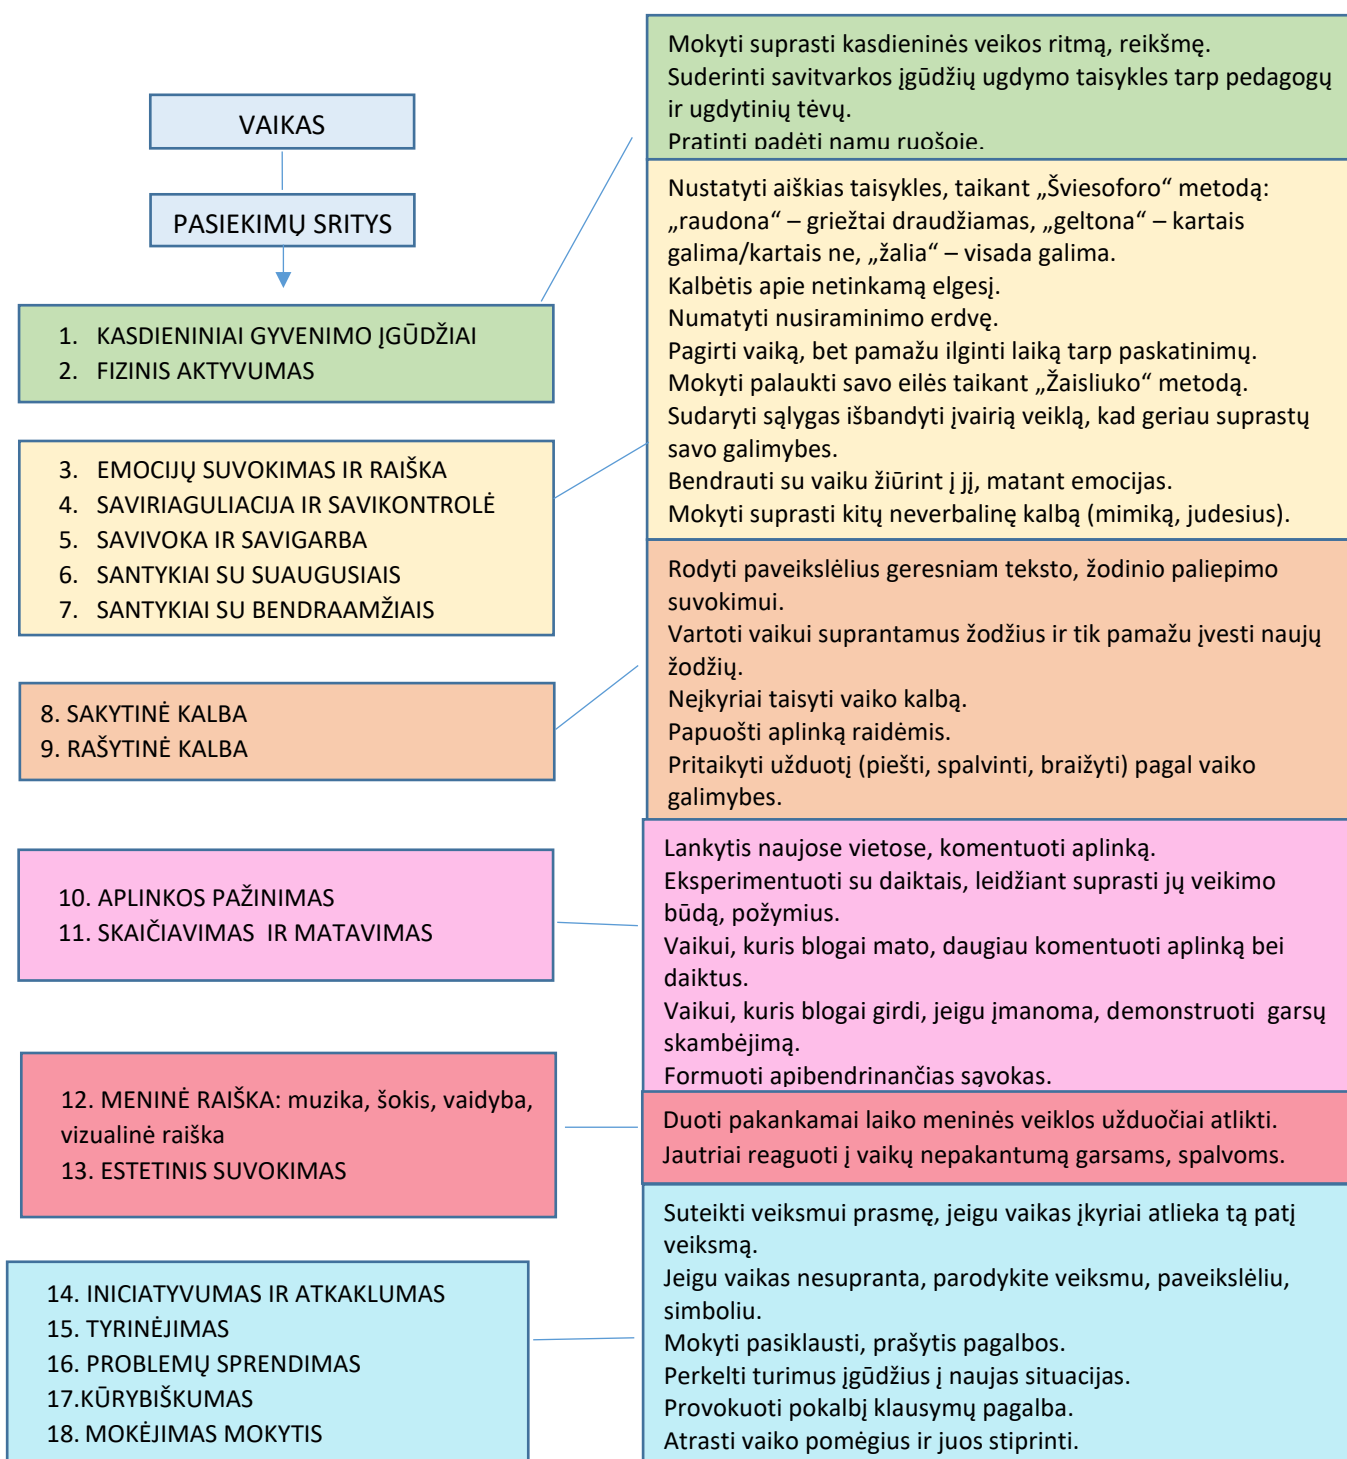 VAIKAS
PASIEKIMŲ SRITYS
1. KASDIENINIAI GYVENIMO ĮGŪDŽIAI
2. FIZINIS AKTYVUMAS
Mokyti suprasti kasdieninės veikos ritmą, reikšmę.
Suderinti savitvarkos įgūdžių ugdymo taisykles tarp pedagogų
ir ugdytinių tėvų.
Pratinti padėti namu ruošoje.
3. EMOCIJŲ SUVOKIMAS IR RAIŠKA
4. SAVIRIAGULIACIJA IR SAVIKONTROLĖ
5. SAVIVOKA IR SAVIGARBA
6. SANTYKIAI SU SUAUGUSIAIS
7. SANTYKIAI SU BENDRAAMŽIAIS
Nustatyti aiškias taisykles, taikant „Šviesoforo“ metodą:
„raudona“ – griežtai draudžiamas, „geltona“ – kartais
galima/kartais ne, „žalia“ – visada galima.
Kalbėtis apie netinkamą elgesį.
Numatyti nusiraminimo erdvę.
Pagirti vaiką, bet pamažu ilginti laiką tarp paskatinimų.
Mokyti palaukti savo eilės taikant „Žaisliuko“ metodą.
Sudaryti sąlygas išbandyti įvairią veiklą, kad geriau suprastų
savo galimybes.
Bendrauti su vaiku žiūrint į jį, matant emocijas.
Mokyti suprasti kitų neverbalinę kalbą (mimiką, judesius).
8. SAKYTINĖ KALBA
9. RAŠYTINĖ KALBA
Rodyti paveikslėlius geresniam teksto, žodinio paliepimo
suvokimui.
Vartoti vaikui suprantamus žodžius ir tik pamažu įvesti naujų
žodžių.
Neįkyriai taisyti vaiko kalbą.
Papuošti aplinką raidėmis.
Pritaikyti užduotį (piešti, spalvinti, braižyti) pagal vaiko
galimybes.
10. APLINKOS PAŽINIMAS
11. SKAIČIAVIMAS IR MATAVIMAS
Lankytis naujose vietose, komentuoti aplinką.
Eksperimentuoti su daiktais, leidžiant suprasti jų veikimo
būdą, požymius.
Vaikui, kuris blogai mato, daugiau komentuoti aplinką bei
daiktus.
Vaikui, kuris blogai girdi, jeigu įmanoma, demonstruoti garsų
skambėjimą.
Formuoti apibendrinančias sąvokas.
12. MENINĖ RAIŠKA: muzika, šokis, vaidyba,
vizualinė raiška
13. ESTETINIS SUVOKIMAS
Duoti pakankamai laiko meninės veiklos užduočiai atlikti.
Jautriai reaguoti į vaikų nepakantumą garsams, spalvoms.
14. INICIATYVUMAS IR ATKAKLUMAS
15. TYRINĖJIMAS
16. PROBLEMŲ SPRENDIMAS
17.KŪRYBIŠKUMAS
18. MOKĖJIMAS MOKYTIS
Suteikti veiksmui prasmę, jeigu vaikas įkyriai atlieka tą patį
veiksmą.
Jeigu vaikas nesupranta, parodykite veiksmu, paveikslėliu,
simboliu.
Mokyti pasiklausti, prašytis pagalbos.
Perkelti turimus įgūdžius į naujas situacijas.
Provokuoti pokalbį klausymų pagalba.
Atrasti vaiko pomėgius ir juos stiprinti.